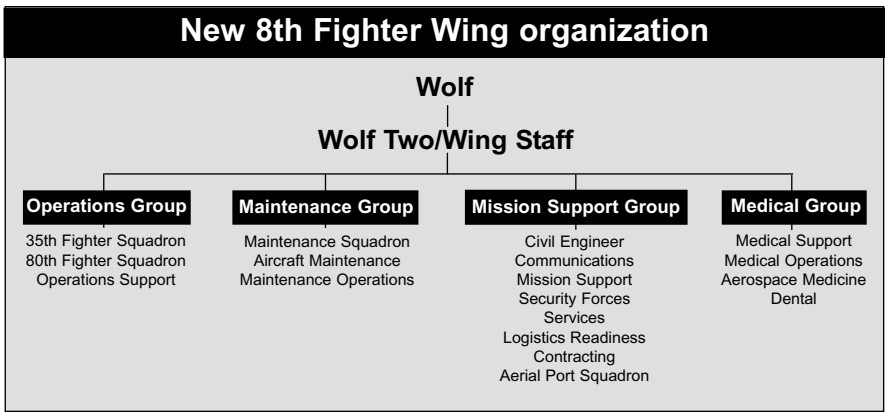 New 8th Fighter Wing organization
Wolf
Wolf Two/Wing Staff
Operations Group
35th Fighter Squadron
80th Fighter Squadron
Operations Support
Maintenance Group
Maintenance Squadron
Aircraft Maintenance
Maintenance Operations
Mission Support Group
Civil Engineer
Communications
Mission Support
Security Forces
Services
Logistics Readiness
Contracting
Aerial Port Squadron
Medical Group
Medical Support
Medical Operations
Aerospace Medicine
Dental